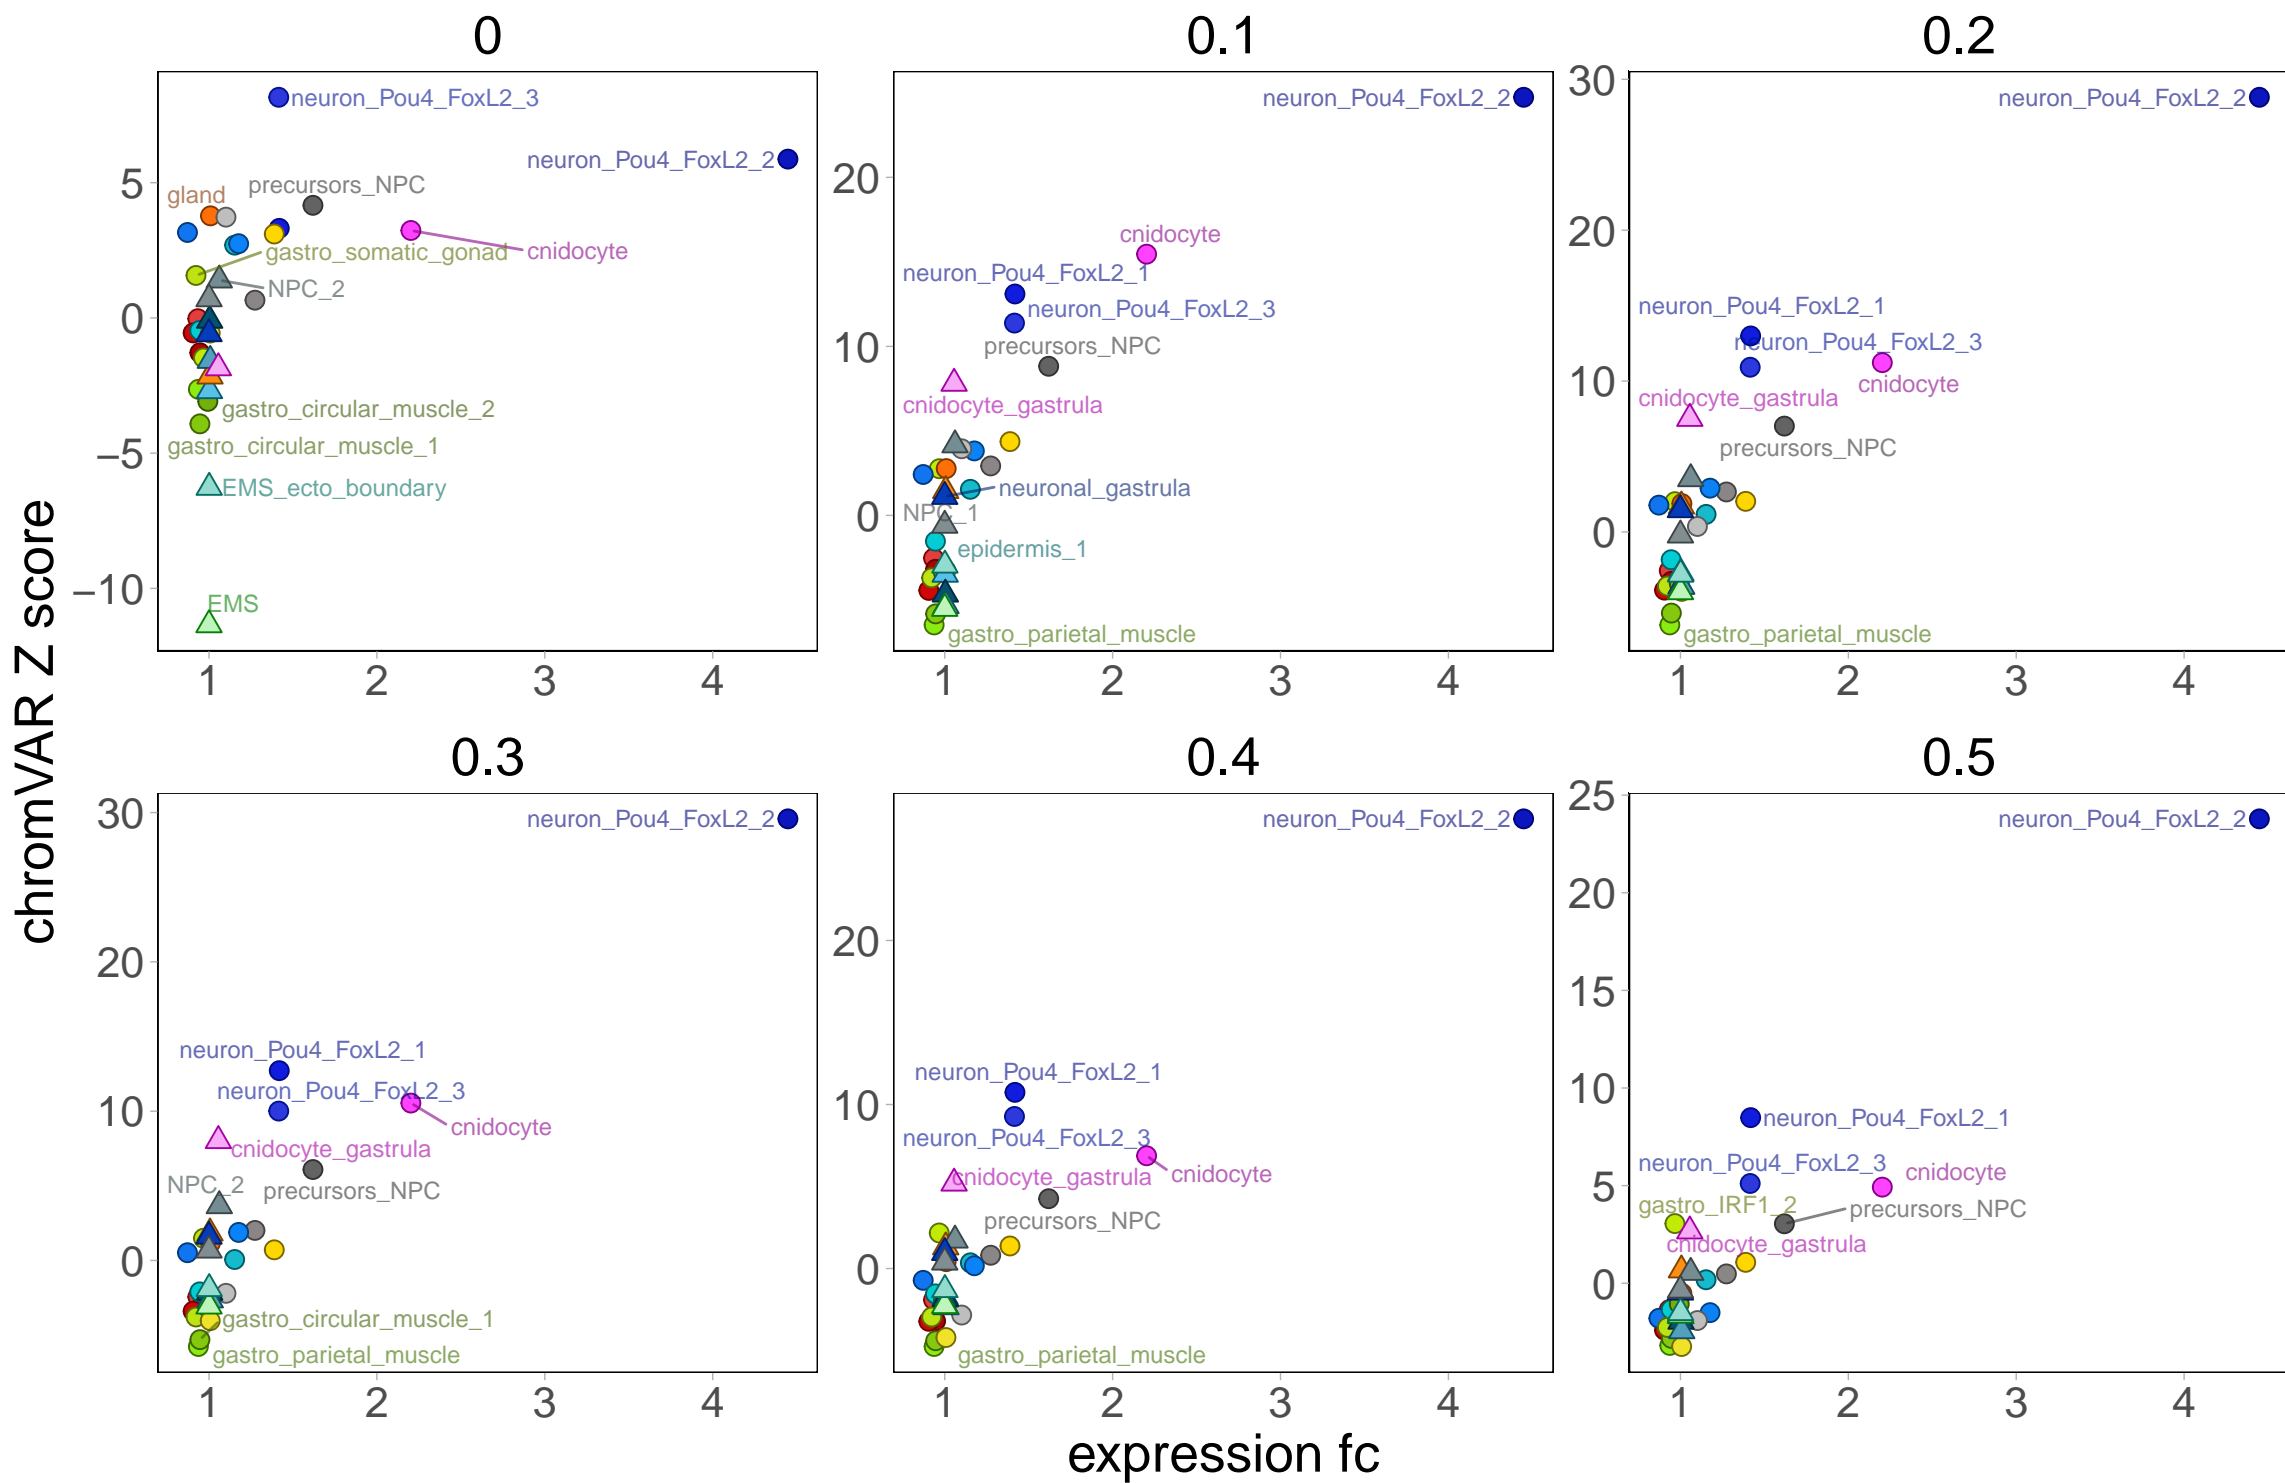 0
0.1
0.2
neuron_Pou4_FoxL2_3
neuron_Pou4_FoxL2_2
precursors_NPC
gland
cnidocyte
gastro_somatic_gonad
NPC_2
gastro_circular_muscle_2
gastro_circular_muscle_1
EMS_ecto_boundary
EMS
5
0
−5
−10
1
2
3
4
neuron_Pou4_FoxL2_2
cnidocyte
neuron_Pou4_FoxL2_1
neuron_Pou4_FoxL2_3
precursors_NPC
cnidocyte_gastrula
neuronal_gastrula
NPC_1
epidermis_1
gastro_parietal_muscle
20
10
0
1
2
3
4
neuron_Pou4_FoxL2_2
neuron_Pou4_FoxL2_1
neuron_Pou4_FoxL2_3
cnidocyte
cnidocyte_gastrula
precursors_NPC
gastro_parietal_muscle
30
20
10
0
1
2
3
4
chromVAR Z score
0.3
0.4
0.5
neuron_Pou4_FoxL2_2
neuron_Pou4_FoxL2_1
neuron_Pou4_FoxL2_3
cnidocyte
cnidocyte_gastrula
NPC_2
precursors_NPC
gastro_circular_muscle_1
gastro_parietal_muscle
30
20
10
0
1
2
3
4
neuron_Pou4_FoxL2_2
neuron_Pou4_FoxL2_1
neuron_Pou4_FoxL2_3
cnidocyte_gastrula
cnidocyte
precursors_NPC
gastro_parietal_muscle
20
10
0
1
2
3
4
neuron_Pou4_FoxL2_2
neuron_Pou4_FoxL2_1
neuron_Pou4_FoxL2_3
cnidocyte
gastro_IRF1_2
precursors_NPC
cnidocyte_gastrula
25
20
15
10
5
0
1
2
3
4
expression fc